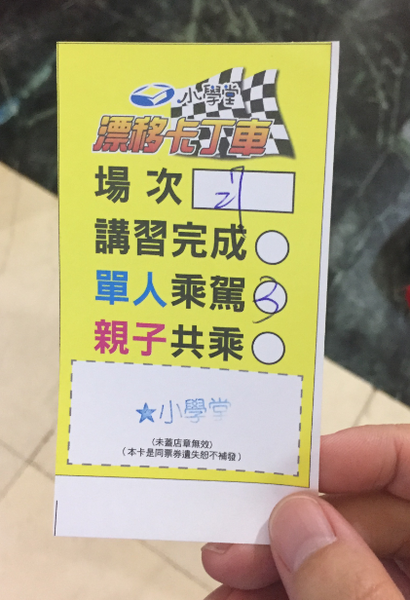 小學堂
漂移卡丁車
場次 27
講習完成
單人乘駕 3
親子共乘
★小學堂
(未蓋店章無效)
(本卡是同票券遺失恕不補發)